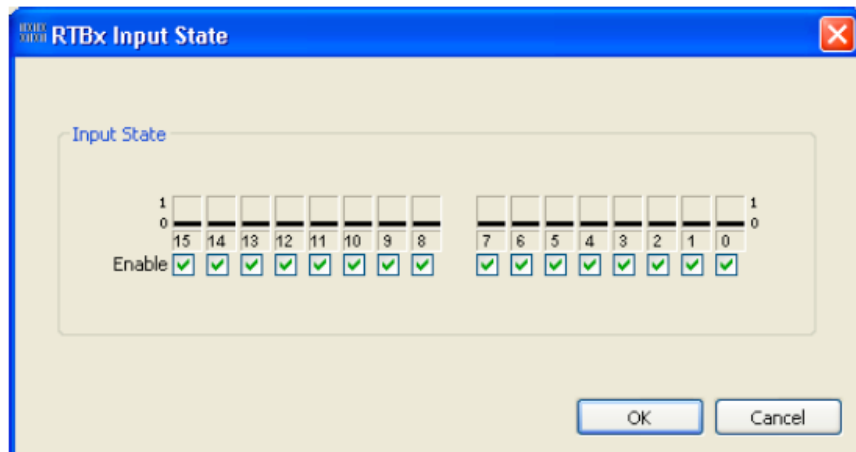 RTBx Input State
Input State
1 1
0 0
15 14 13 12 11 10 9 8 7 6 5 4 3 2 1 0
Enable
OK Cancel